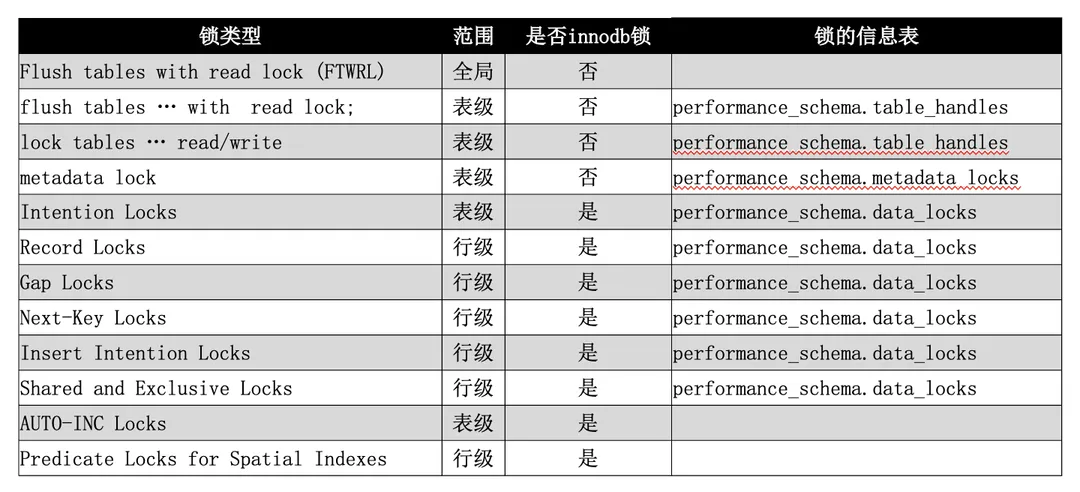 锁类型 范围 是否innodb锁 锁的信息表
Flush tables with read lock (FTWRL) 全局 否
flush tables … with read lock; 表级 否 performance_schema.table_handles
lock tables … read/write 表级 否 performance_schema.table_handles
metadata lock 表级 否 performance_schema.metadata_locks
Intention Locks 表级 是 performance_schema.data_locks
Record Locks 行级 是 performance_schema.data_locks
Gap Locks 行级 是 performance_schema.data_locks
Next-Key Locks 行级 是 performance_schema.data_locks
Insert Intention Locks 行级 是 performance_schema.data_locks
Shared and Exclusive Locks 行级 是 performance_schema.data_locks
AUTO-INC Locks 表级 是
Predicate Locks for Spatial Indexes 行级 是